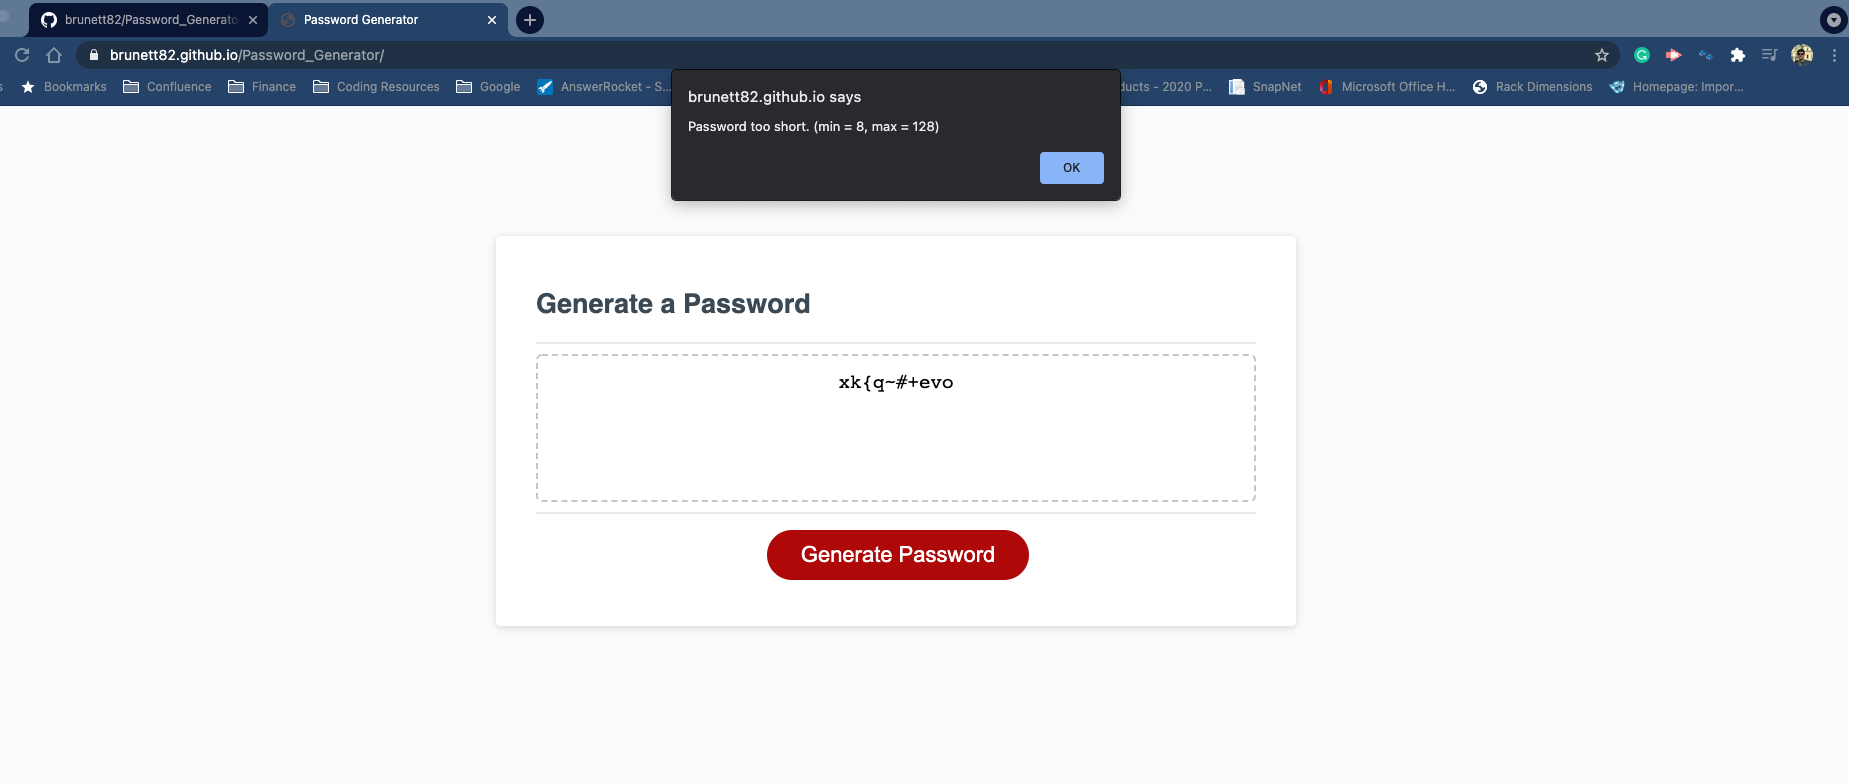 brunett82/Password_Generato
Password Generator
brunett82.github.io/Password_Generator/
s Bookmarks Confluence Finance Coding Resources Google AnswerRocket - S... ducts - 2020 P... SnapNet Microsoft Office H... Rack Dimensions Homepage: Impor...
brunett82.github.io says
Password too short. (min = 8, max = 128)
OK
Generate a Password
xk{q~#+evo
Generate Password